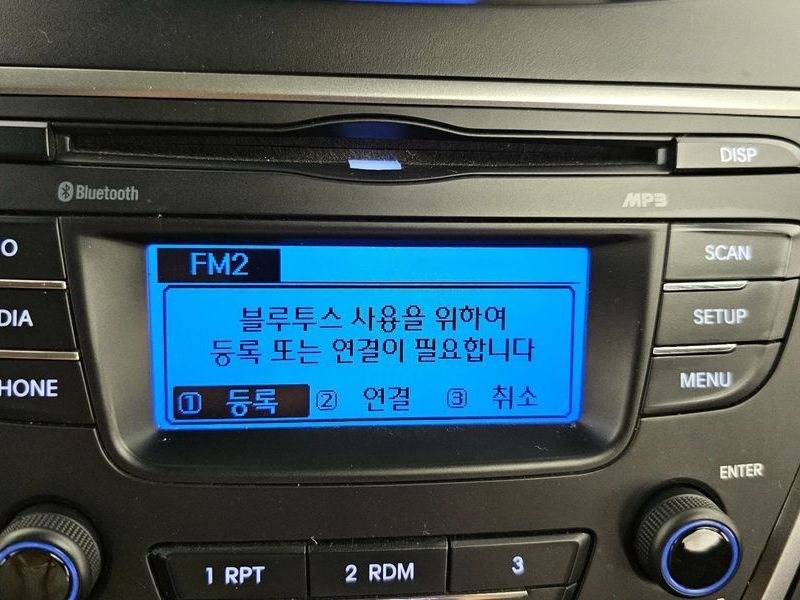 DISP
Bluetooth
MP3
FM2
SCAN
블루투스 사용을 위하여
SETUP
등록 또는 연결이 필요합니다
MENU
PHONE
① 등록 ② 연결 ③ 취소
ENTER
1 RPT
2 RDM
3